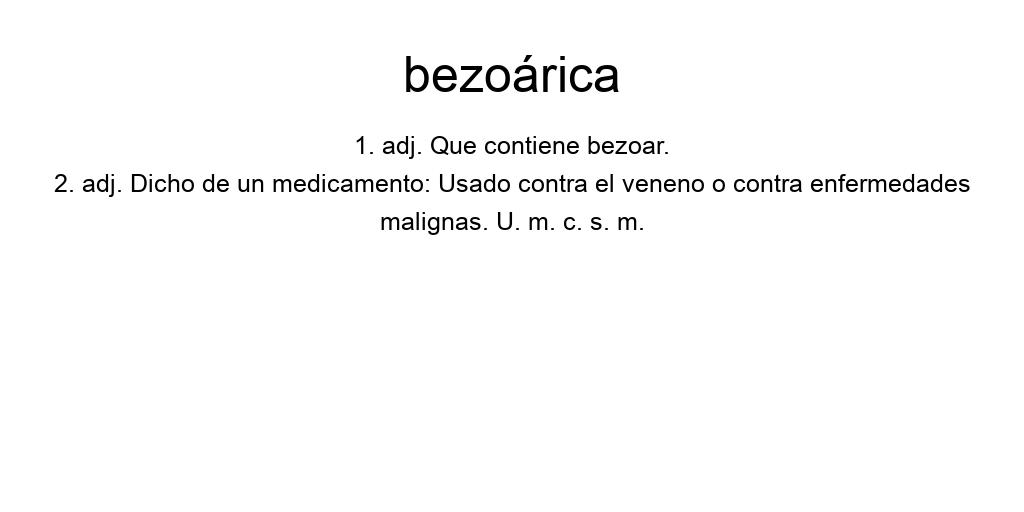 bezoárica
1. adj. Que contiene bezoar.
2. adj. Dicho de un medicamento: Usado contra el veneno o contra enfermedades
malignas. U. m. c. s. m.